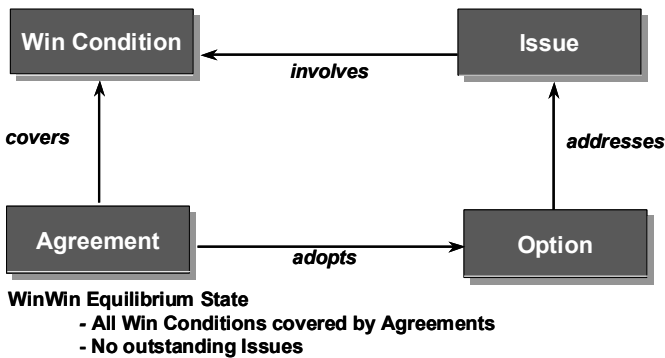 Win Condition
Issue
involves
covers
addresses
Agreement
Option
adopts
WinWin Equilibrium State
- All Win Conditions covered by Agreements
- No outstanding Issues